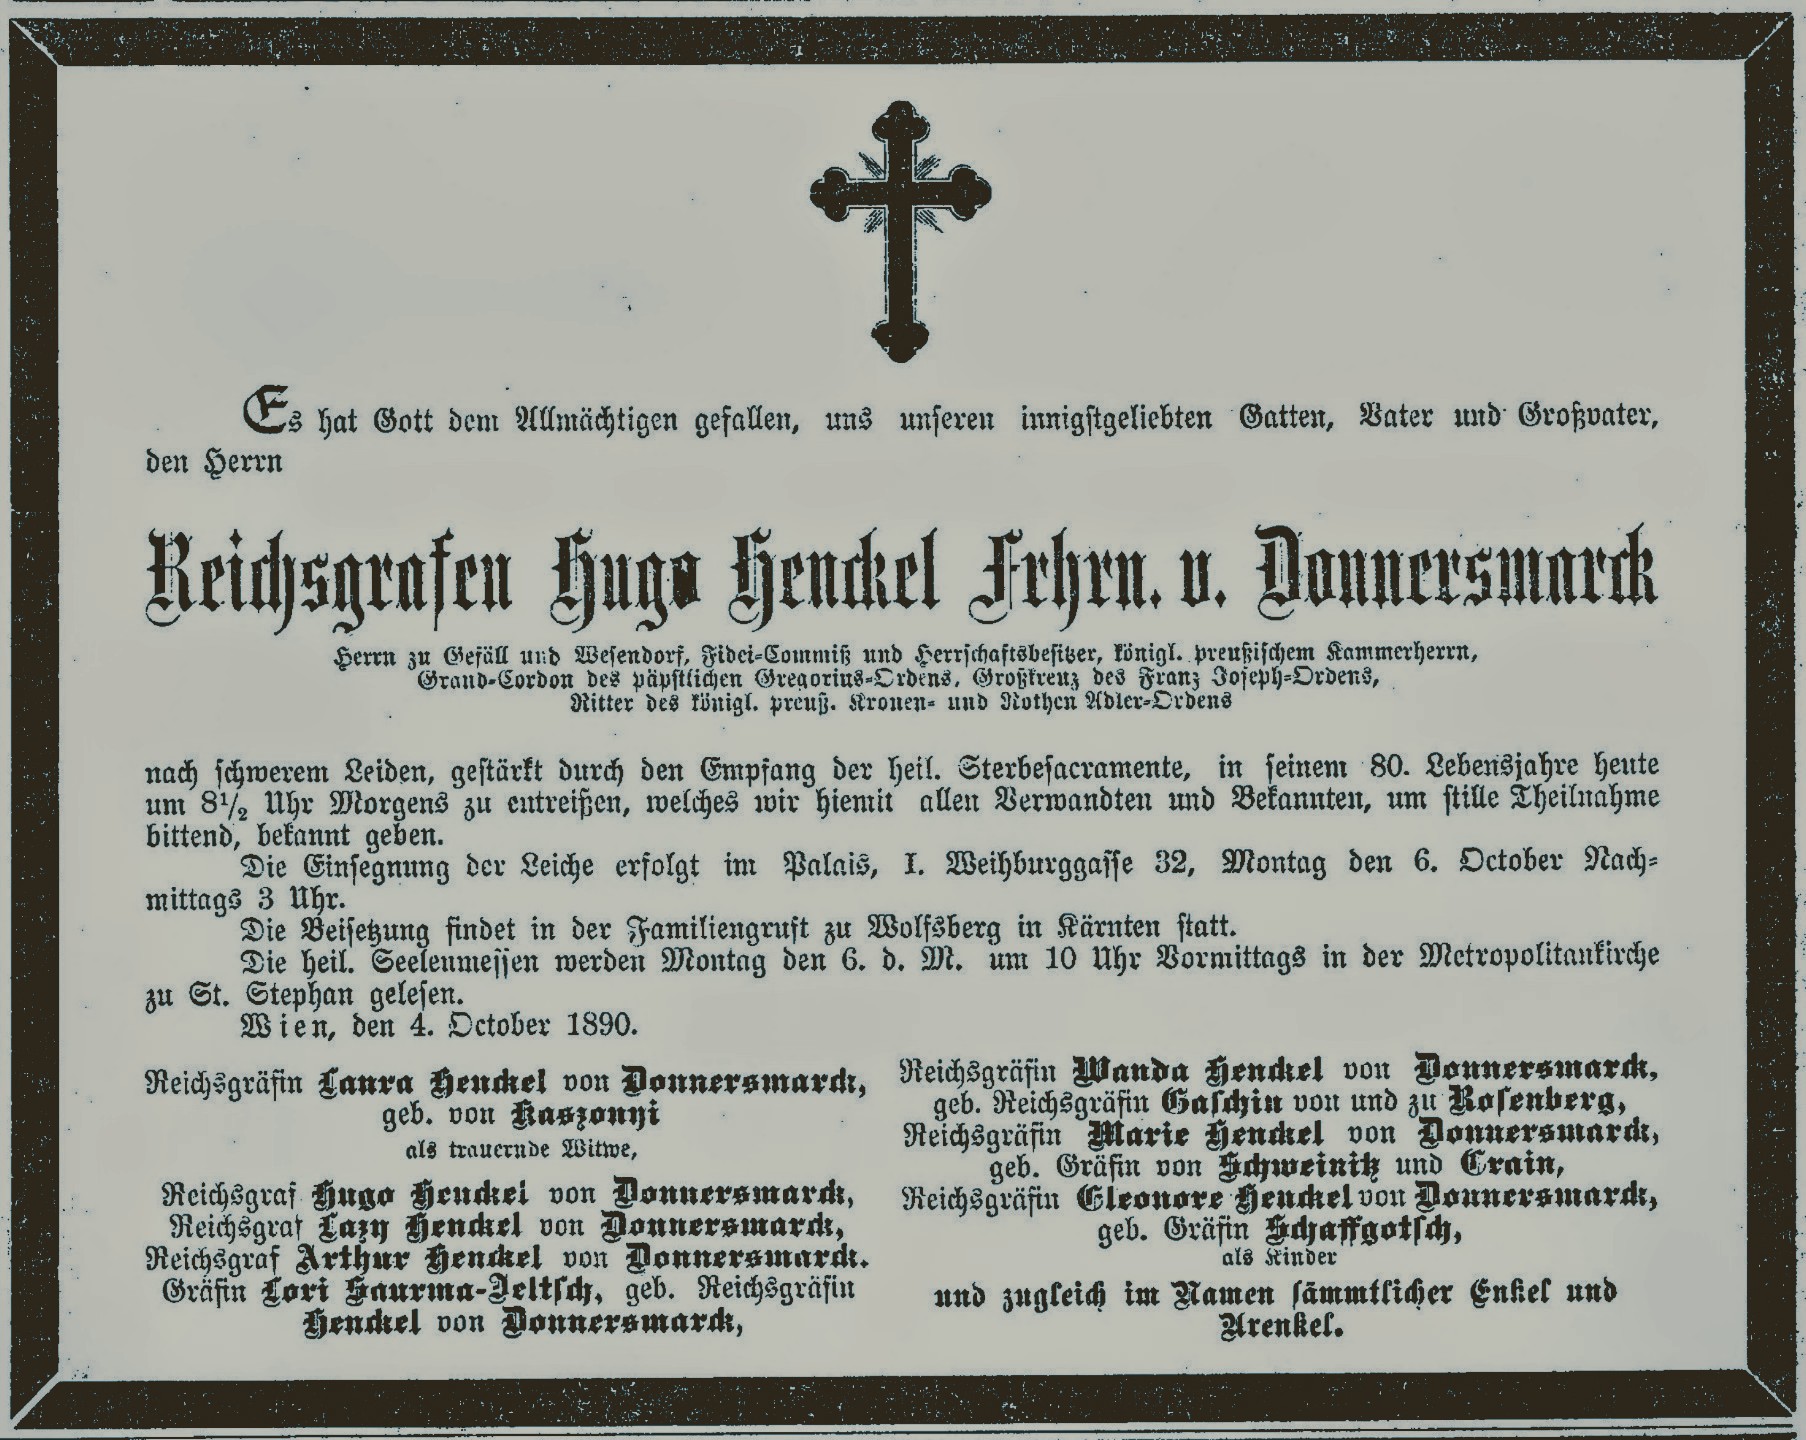 Es hat Gott dem Allmächtigen gefallen, uns unseren innigstgeliebten Gatten, Vater und Großvater,
den Herrn
Reichsgrafen Hugo Henckel Frhrn. v. Donnersmarck
Herrn zu Gefäll und Wesendorf, Fidei-Commiß und Herrschaftsbesitzer, königl. preußischem Kammerherrn,
Grand-Cordon des päpstlichen Gregorius-Ordens, Großkreuz des Franz Joseph-Ordens,
Ritter des königl. preuß. Kronen- und Rothen Adler-Ordens
nach schwerem Leiden, gestärkt durch den Empfang der heil. Sterbesacramente, in seinem 80. Lebensjahre heute
um 8½ Uhr Morgens zu entreißen, welches wir hiemit allen Verwandten und Bekannten, um stille Theilnahme
bittend, bekannt geben.
Die Einsegnung der Leiche erfolgt im Palais, I. Weihburggasse 32, Montag den 6. October Nach-
mittags 3 Uhr.
Die Beisetzung findet in der Familiengruft zu Wolfsberg in Kärnten statt.
Die heil. Seelenmessen werden Montag den 6. d. M. um 10 Uhr Vormittags in der Metropolitankirche
zu St. Stephan gelesen.
Wien, den 4. October 1890.
Reichsgräfin Laura Henckel von Donnersmarck,
geb. von Kaszonyi
als trauernde Witwe,
Reichsgraf Hugo Henckel von Donnersmarck,
Reichsgraf Lazy Henckel von Donnersmarck,
Reichsgraf Arthur Henckel von Donnersmarck.
Gräfin Lori Saurma-Jeltsch, geb. Reichsgräfin
Henckel von Donnersmarck,
Reichsgräfin Wanda Henckel von Donnersmarck,
geb. Reichsgräfin Gaschin von und zu Rosenberg,
Reichsgräfin Marie Henckel von Donnersmarck,
geb. Gräfin von Schweinitz und Crain,
Reichsgräfin Eleonore Henckel von Donnersmarck,
geb. Gräfin Schaffgotsch,
als Kinder
und zugleich im Namen sämmtlicher Enkel und
Urenkel.